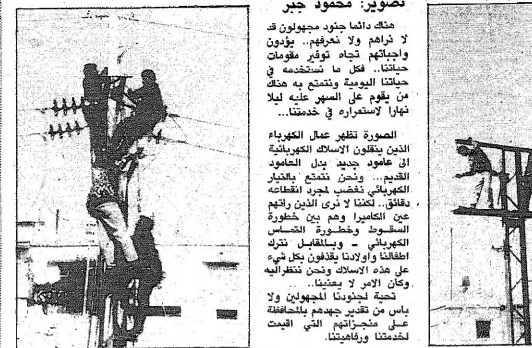 تصوير: محمود جبر
هناك دائما جنود مجهولون قد
لا نراهم ولا نعرفهم.. يؤدون
واجباتهم تجاه توفير مقومات
حياتنا.. فكل ما نستخدمه في
حياتنا اليومية ونتمتع به هناك
من يقوم على السهر عليه ليلا
نهارا لاستمراره في خدمتنا...
الصورة تظهر عمال الكهرباء
الذين ينقلون الاسلاك الكهربائية
الى عامود جديد بدل العامود
القديم... ونحن نتمتع بالتيار
الكهربائي نغضب لمجرد انقطاعه
دقائق.. لكننا لا نرى الذين راتهم
عين الكاميرا وهم بين خطورة
السقوط وخطورة التماس
الكهربائي - وبالمقابل نترك
اطفالنا واولادنا يقذفون بكل شيء
على هذه الاسلاك ونحن ننظر اليه
وكأن الامر لا يعنينا..
تحية لجنودنا المجهولين ولا
باس من تقدير جهدهم بالمحافظة
على منجزاتهم التي اقيمت
لخدمتنا ورفاهيتنا.